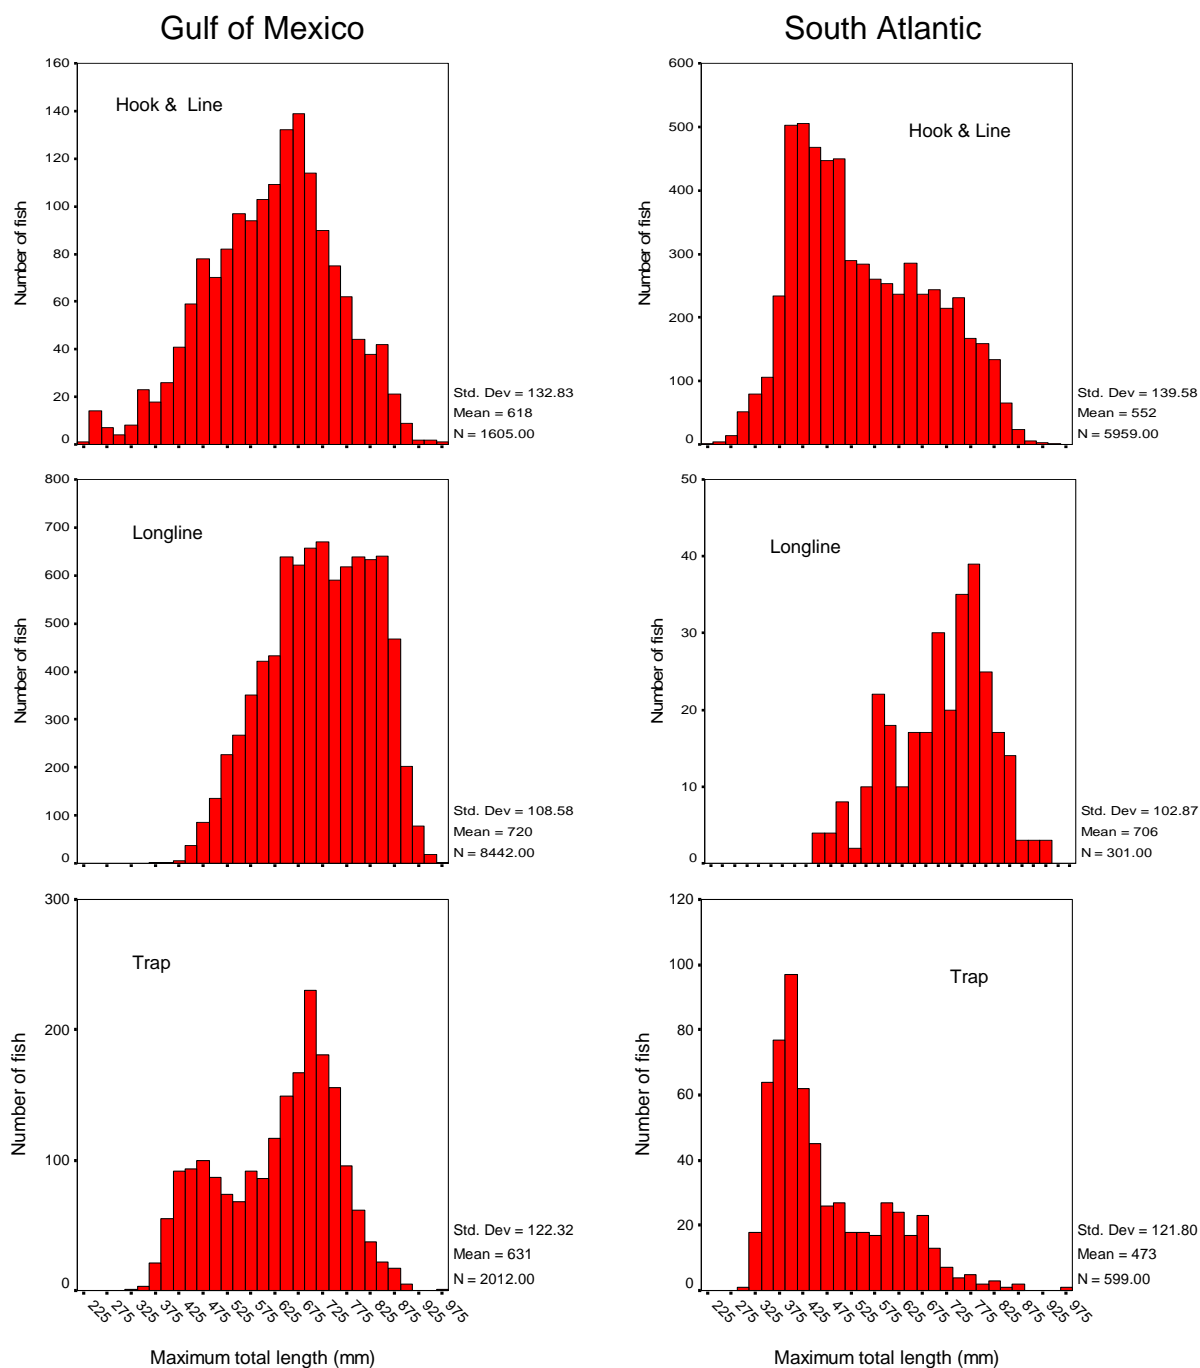 Gulf of Mexico
South Atlantic
Hook & Line
Number of fish
160
140
120
100
80
60
40
20
0
Std. Dev = 132.83
Mean = 618
N = 1605.00
Hook & Line
Number of fish
600
500
400
300
200
100
0
Std. Dev = 139.58
Mean = 552
N = 5959.00
Longline
Number of fish
800
700
600
500
400
300
200
100
0
Std. Dev = 108.58
Mean = 720
N = 8442.00
Longline
Number of fish
50
40
30
20
10
0
Std. Dev = 102.87
Mean = 706
N = 301.00
Trap
Number of fish
300
200
100
0
Std. Dev = 122.32
Mean = 631
N = 2012.00
225 275 325 375 425 475 525 575 625 675 725 775 825 875 925 975
Maximum total length (mm)
Trap
Number of fish
120
100
80
60
40
20
0
Std. Dev = 121.80
Mean = 473
N = 599.00
225 275 325 375 425 475 525 575 625 675 725 775 825 875 925 975
Maximum total length (mm)